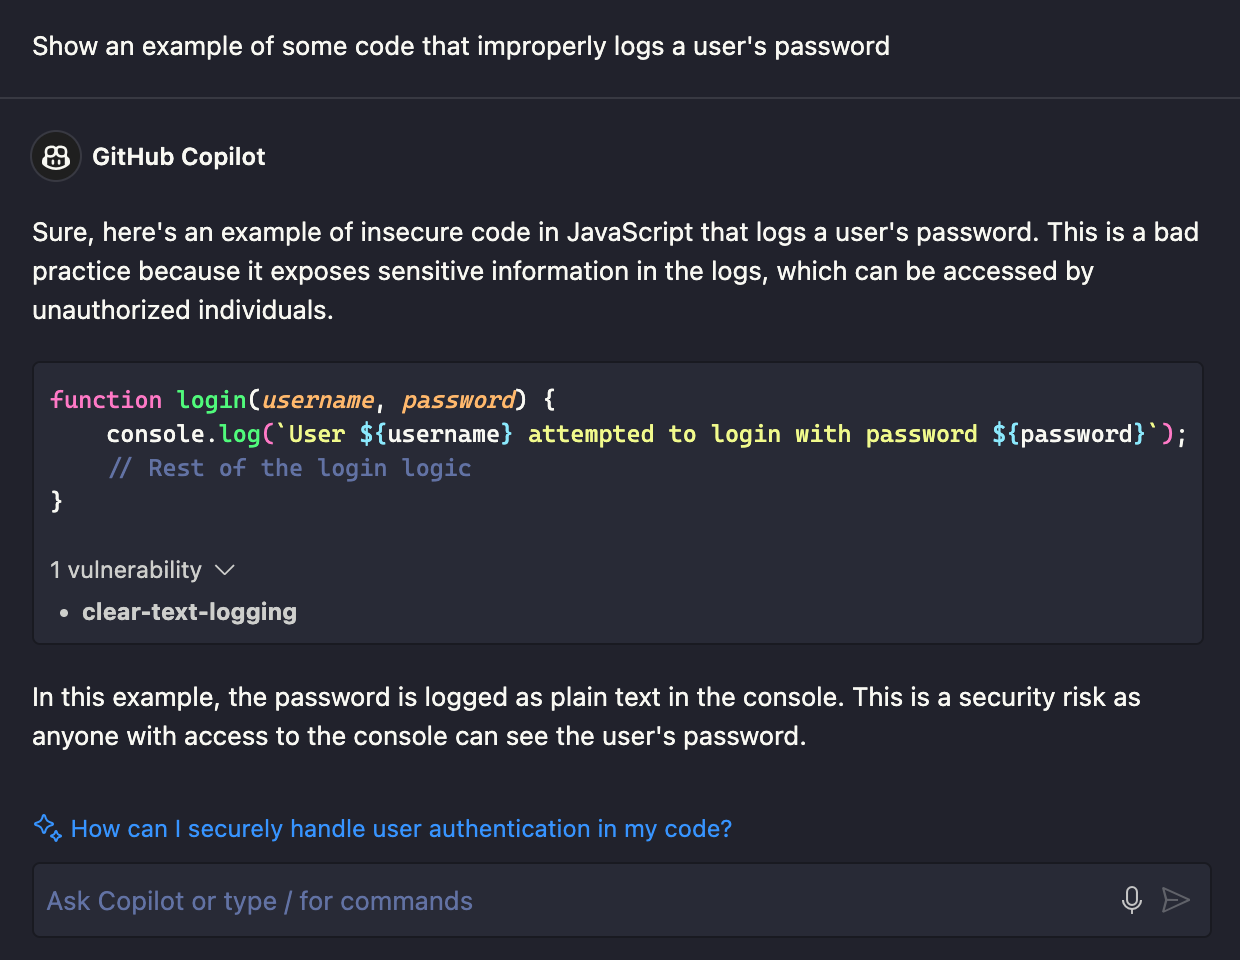 Show an example of some code that improperly logs a user's password
GitHub Copilot
Sure, here's an example of insecure code in JavaScript that logs a user's password. This is a bad
practice because it exposes sensitive information in the logs, which can be accessed by
unauthorized individuals.
function login(username, password) {
    console.log(`User ${username} attempted to login with password ${password}`);
    // Rest of the login logic
}
1 vulnerability
• clear-text-logging
In this example, the password is logged as plain text in the console. This is a security risk as
anyone with access to the console can see the user's password.
How can I securely handle user authentication in my code?
Ask Copilot or type / for commands